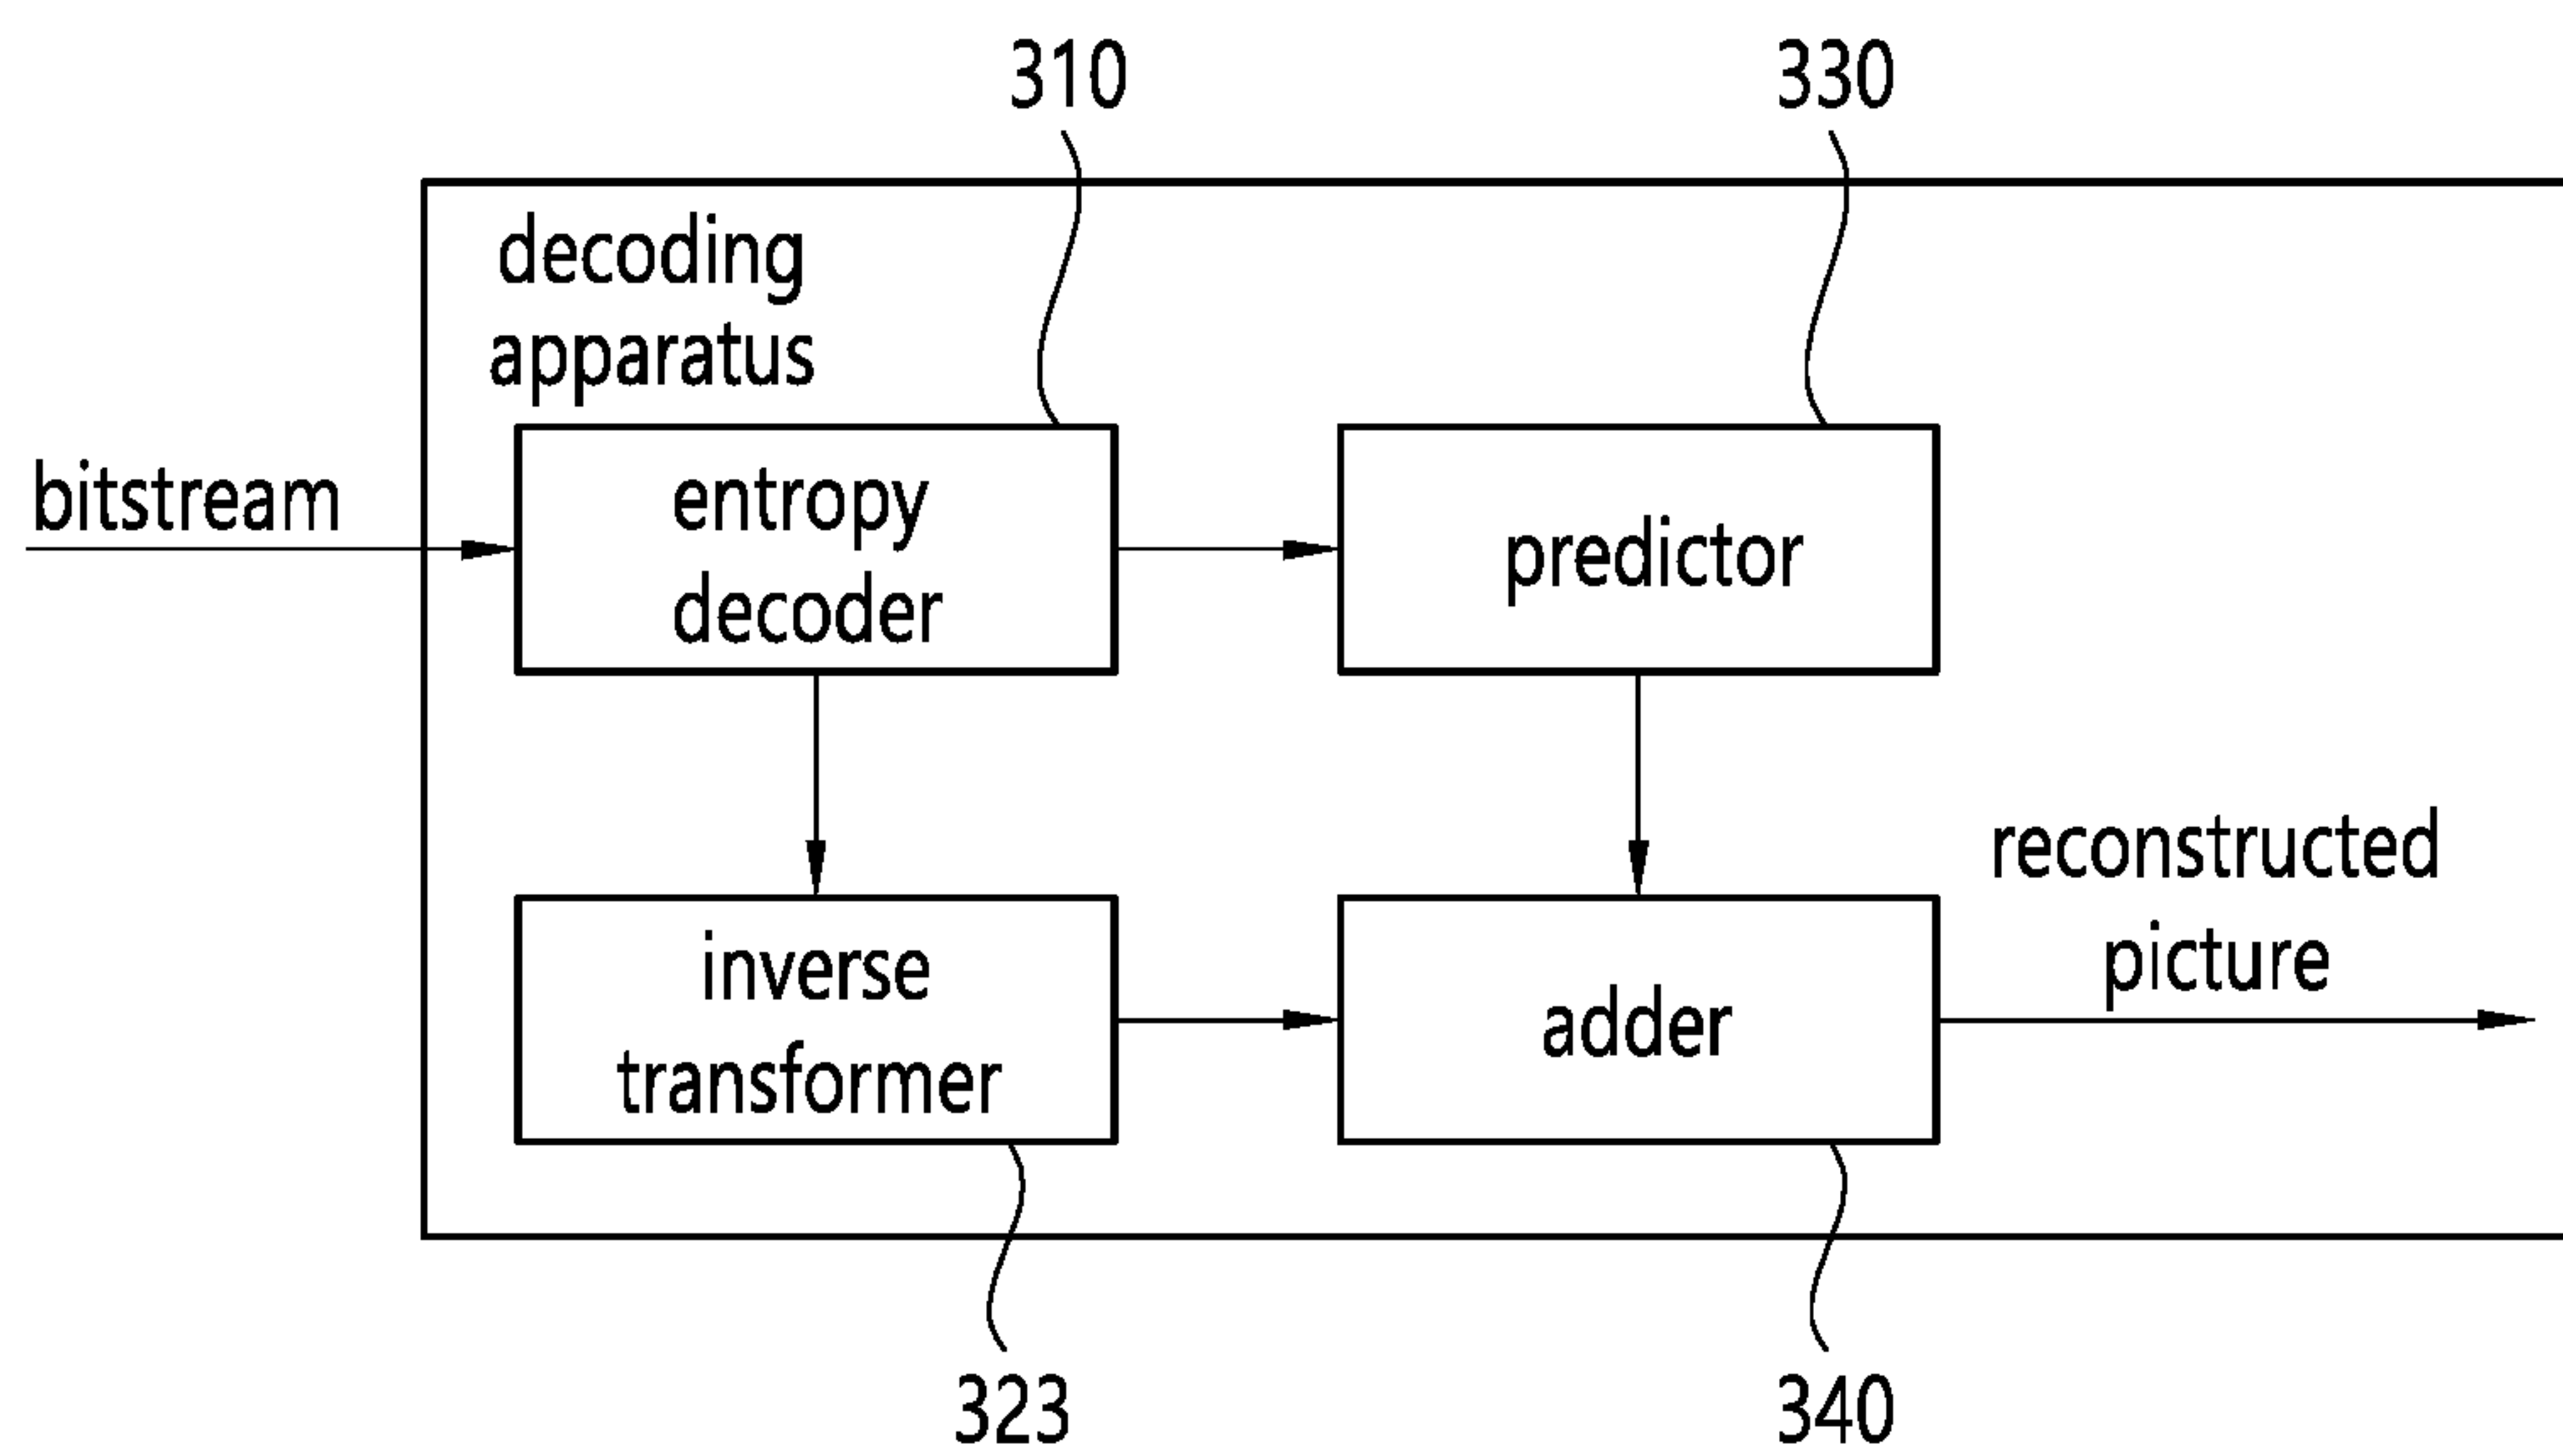 310
330
decoding
apparatus
bitstream
entropy
decoder
predictor
reconstructed
picture
inverse
transformer
adder
323
340